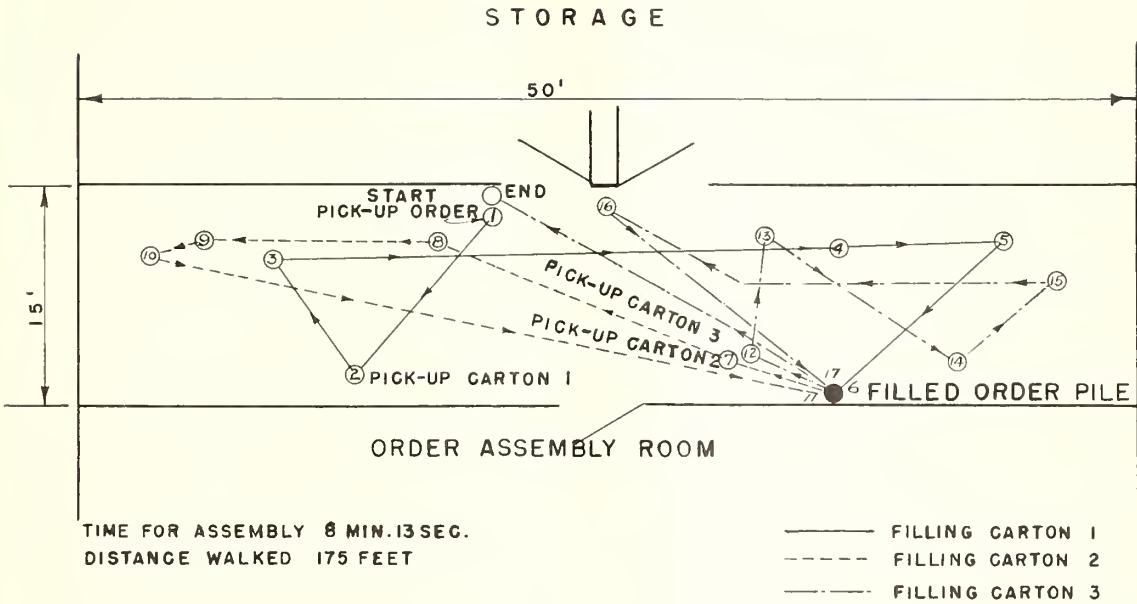 STORAGE
50'
15'
START
END
PICK-UP ORDER
1
16
13
4
5
9
8
10
3
15
PICK-UP CARTON 3
PICK-UP CARTON 2
7
12
14
2
PICK-UP CARTON 1
17
6
11
FILLED ORDER PILE
ORDER ASSEMBLY ROOM
TIME FOR ASSEMBLY 8 MIN. 13 SEC.
DISTANCE WALKED 175 FEET
FILLING CARTON 1
FILLING CARTON 2
FILLING CARTON 3